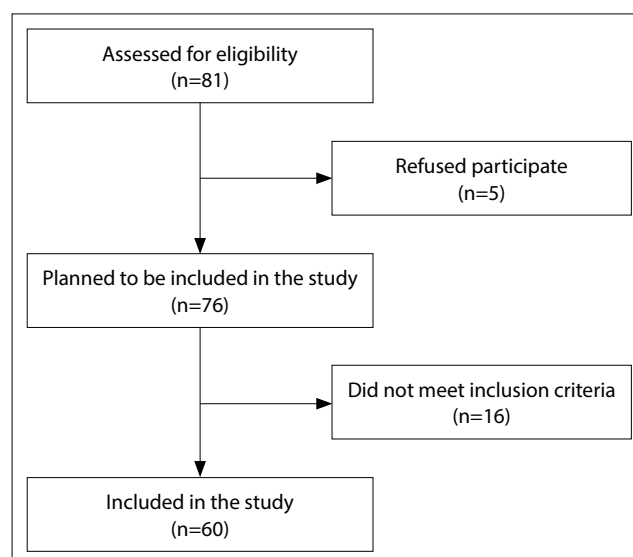 Assessed for eligibility
(n=81)
Refused participate
(n=5)
Planned to be included in the study
(n=76)
Did not meet inclusion criteria
(n=16)
Included in the study
(n=60)